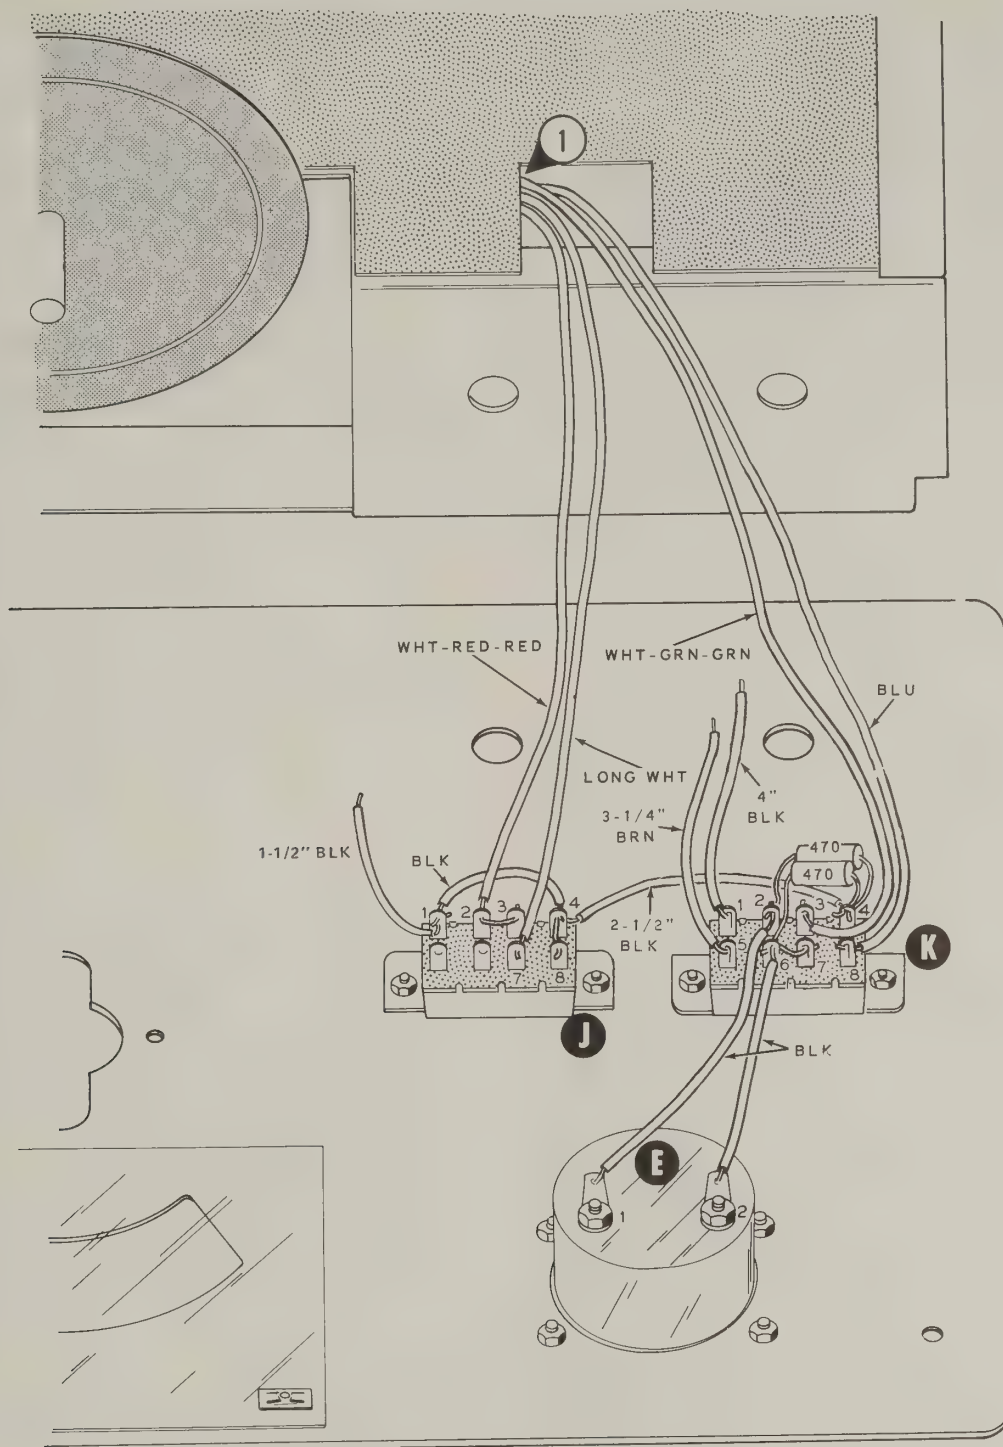 1
WHT-RED-RED
WHT-GRN-GRN
BLU
LONG WHT
4"
BLK
3-1/4"
BRN
1-1/2" BLK
BLK
470
470
2-1/2"
BLK
1 2 3 4
7 8
1 2 3 4
5 6 7 8
K
J
BLK
E
1 2